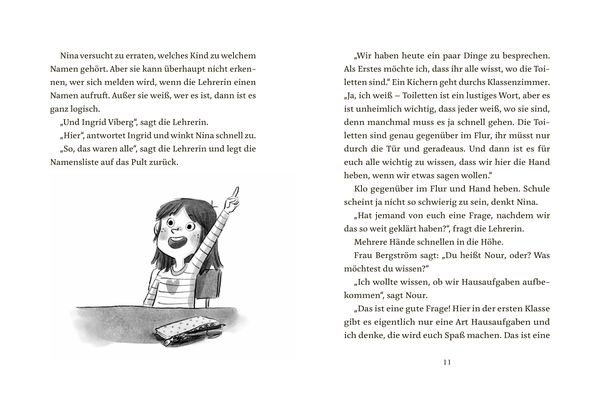 Nina versucht zu erraten, welches Kind zu welchem
Namen gehört. Aber sie kann überhaupt nicht erken-
nen, wer sich melden wird, wenn die Lehrerin einen
Namen aufruft. Außer sie weiß, wer es ist, dann ist es
ganz logisch.
„Und Ingrid Viberg“, sagt die Lehrerin.
„Hier“, antwortet Ingrid und winkt Nina schnell zu.
„So, das waren alle“, sagt die Lehrerin und legt die
Namensliste auf das Pult zurück.
„Wir haben heute ein paar Dinge zu besprechen.
Als Erstes möchte ich, dass ihr alle wisst, wo die Toi-
letten sind.“ Ein Kichern geht durchs Klassenzimmer.
„Ja, ich weiß – Toiletten ist ein lustiges Wort, aber es
ist unheimlich wichtig, dass jeder weiß, wo sie sind,
denn manchmal muss es ja schnell gehen. Die Toi-
letten sind genau gegenüber im Flur, ihr müsst nur
durch die Tür und geradeaus. Und dann ist es für
euch alle wichtig zu wissen, dass wir hier die Hand
heben, wenn wir etwas sagen wollen.“
Klo gegenüber im Flur und Hand heben. Schule
scheint ja nicht so schwierig zu sein, denkt Nina.
„Hat jemand von euch eine Frage, nachdem wir
das so weit geklärt haben?“, fragt die Lehrerin.
Mehrere Hände schnellen in die Höhe.
Frau Bergström sagt: „Du heißt Nour, oder? Was
möchtest du wissen?“
„Ich wollte wissen, ob wir Hausaufgaben aufbe-
kommen“, sagt Nour.
„Das ist eine gute Frage! Hier in der ersten Klasse
gibt es eigentlich nur eine Art Hausaufgaben und
ich denke, die wird euch Spaß machen. Das ist eine
11